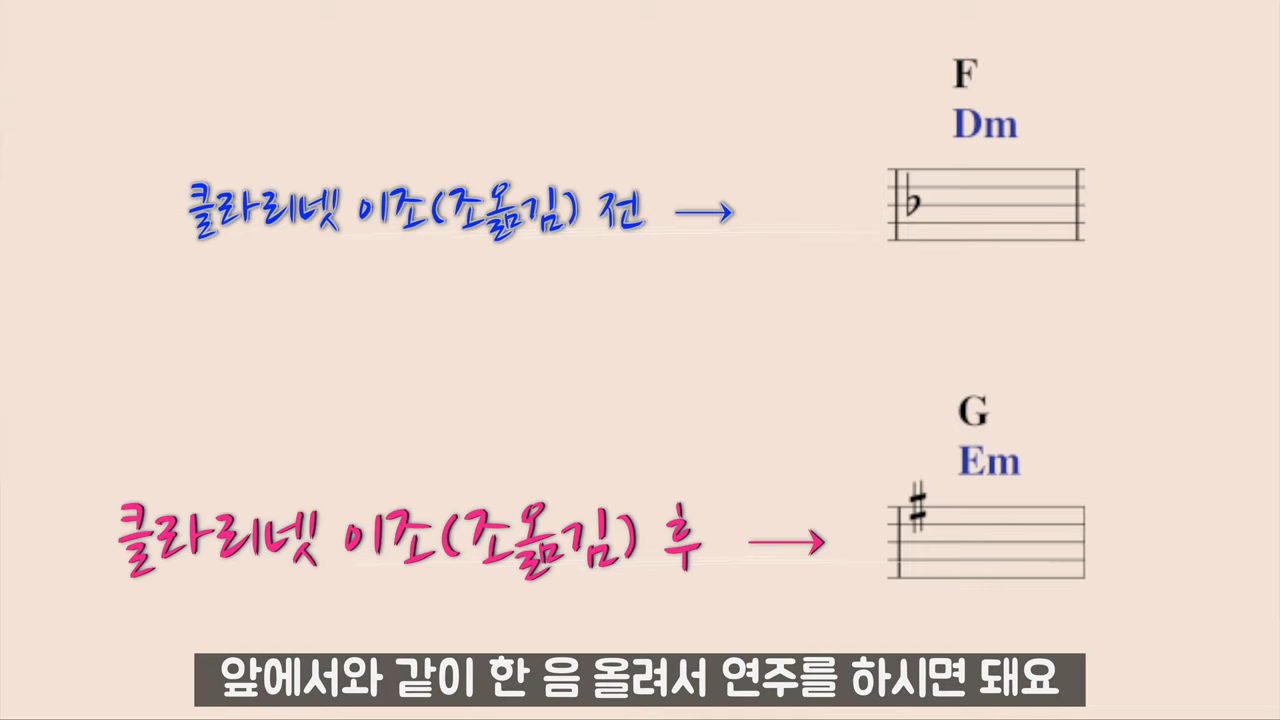 F
Dm
클라리넷 이조(조옮김) 전 →
G
Em
클라리넷 이조(조옮김) 후 →
앞에서와 같이 한 음 올려서 연주를 하시면 돼요